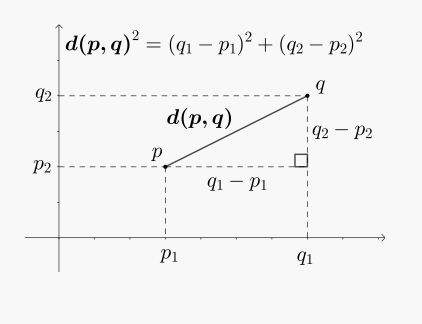 d(p, q)² = (q₁ − p₁)² + (q₂ − p₂)²
q
q₂
d(p, q)
q₂ − p₂
p
p₂
q₁ − p₁
p₁
q₁